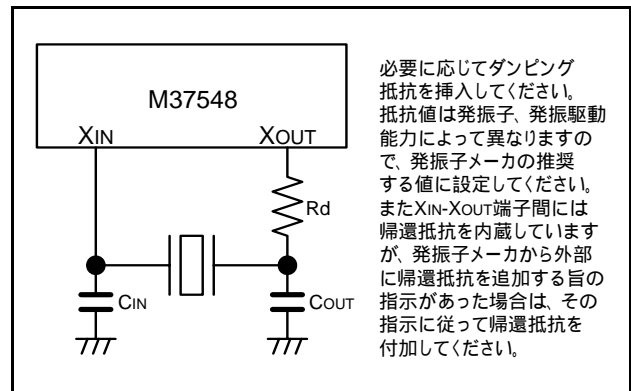 M37548
XIN XOUT
Rd
CIN COUT
必要に応じてダンピング
抵抗を挿入してください。
抵抗値は発振子、発振駆動
能力によって異なりますの
で、発振子メーカの推奨
する値に設定してください。
またXIN-XOUT端子間には
帰還抵抗を内蔵しています
が、発振子メーカから外部
に帰還抵抗を追加する旨の
指示があった場合は、その
指示に従って帰還抵抗を
付加してください。